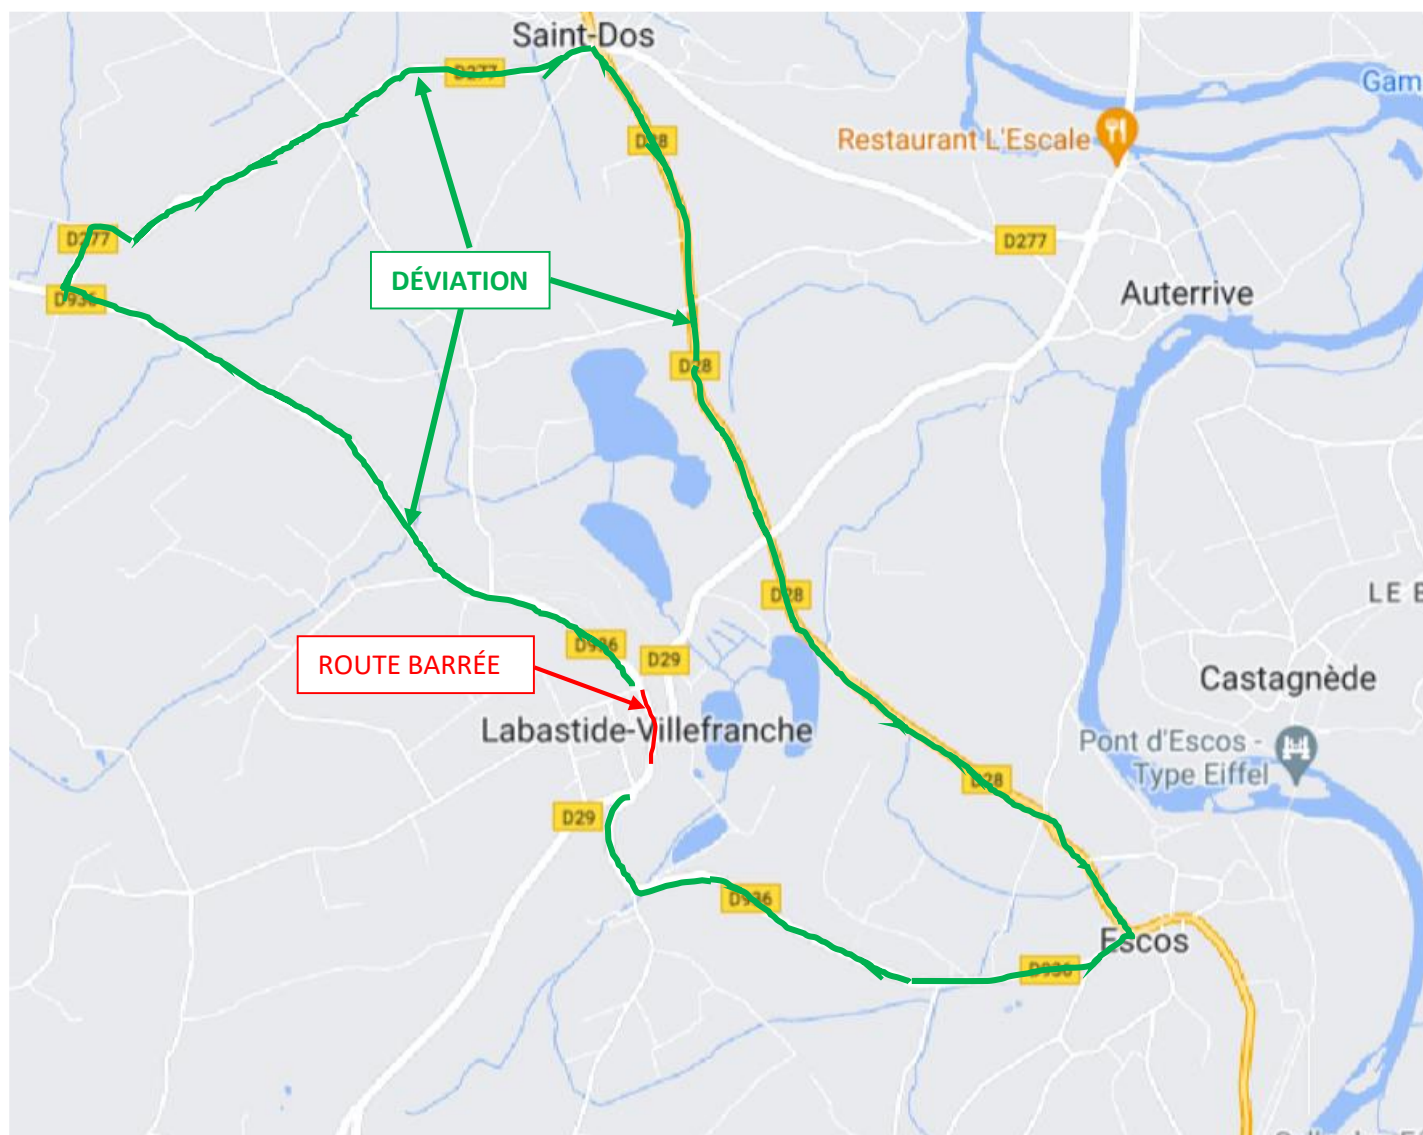 Saint-Dos
D277
Gam
D28
Restaurant L'Escale
D277
D277
DÉVIATION
D936
Auterrive
D28
D28
LE B
D936
ROUTE BARRÉE
D29
Castagnède
Labastide-Villefranche
Pont d'Escos -
Type Eiffel
D28
D29
D936
Escos
D936